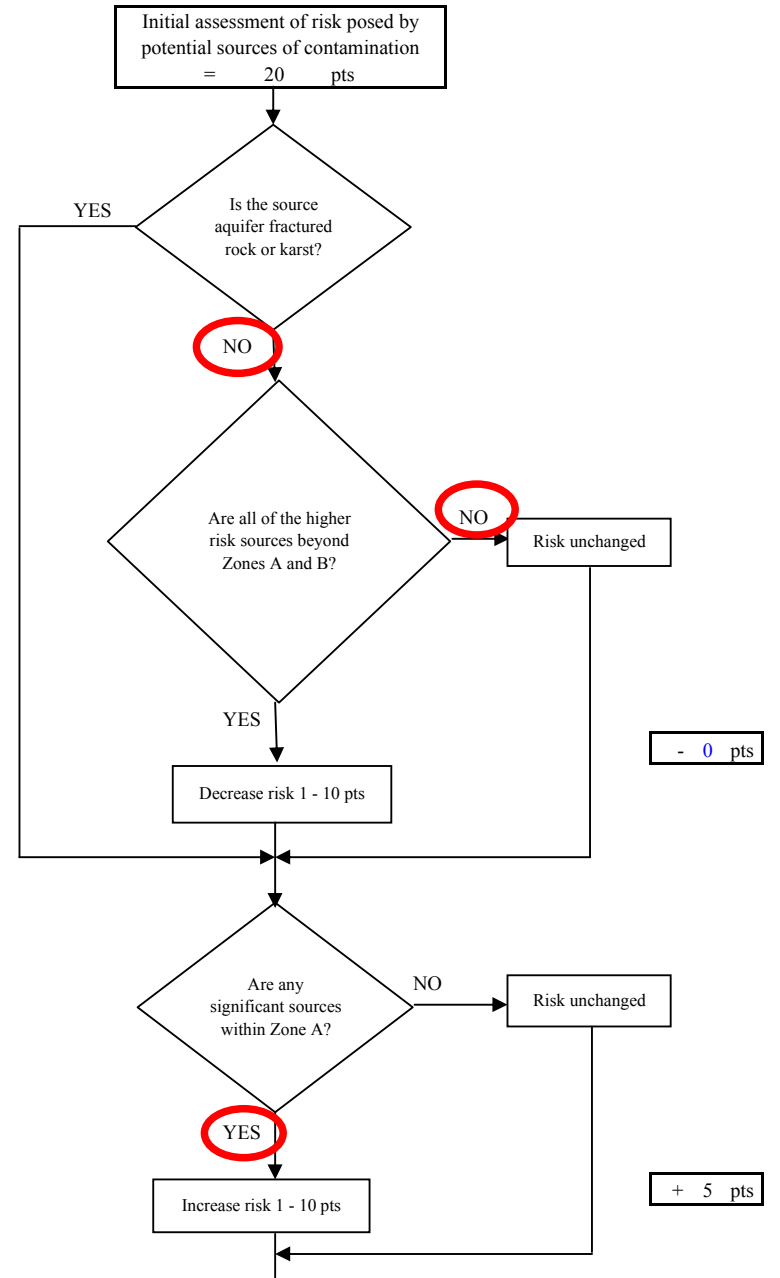 Initial assessment of risk posed by
potential sources of contamination
= 20 pts
YES
Is the source
aquifer fractured
rock or karst?
NO
Are all of the higher
risk sources beyond
Zones A and B?
NO
Risk unchanged
YES
- 0 pts
Decrease risk 1 - 10 pts
Are any
significant sources
within Zone A?
NO
Risk unchanged
YES
Increase risk 1 - 10 pts
+ 5 pts